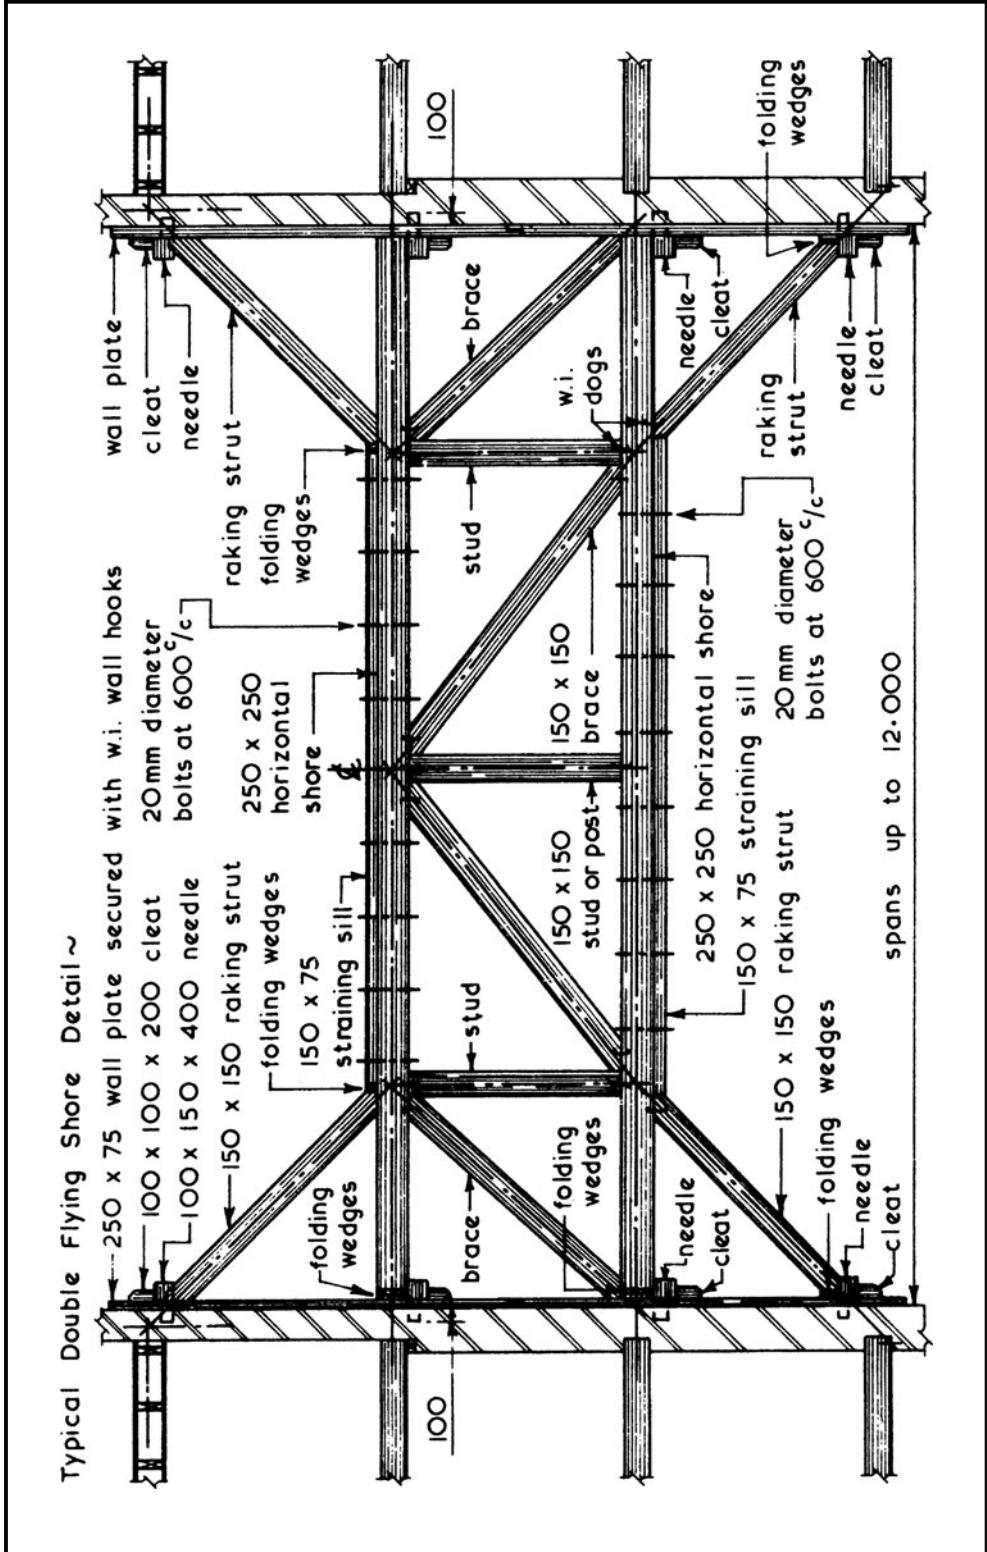 Typical Double Flying Shore Detail ~
250 x 75 wall plate secured with w.i. wall hooks
100 x 100 x 200 cleat
100 x 150 x 400 needle
150 x 150 raking strut
folding wedges
150 x 75
straining sill
20mm diameter
bolts at 600 c/c
250 x 250
horizontal
shore
wall plate
cleat
needle
raking strut
folding
wedges
℄
folding
wedges
brace
stud
150 x 150
stud or post
150 x 150
brace
stud
brace
w.i.
dogs
100
100
folding
wedges
needle
cleat
needle
cleat
250 x 250 horizontal shore
150 x 75 straining sill
150 x 150 raking strut
folding wedges
needle
cleat
20mm diameter
bolts at 600 c/c
raking
strut
folding
wedges
needle
cleat
spans up to 12.000